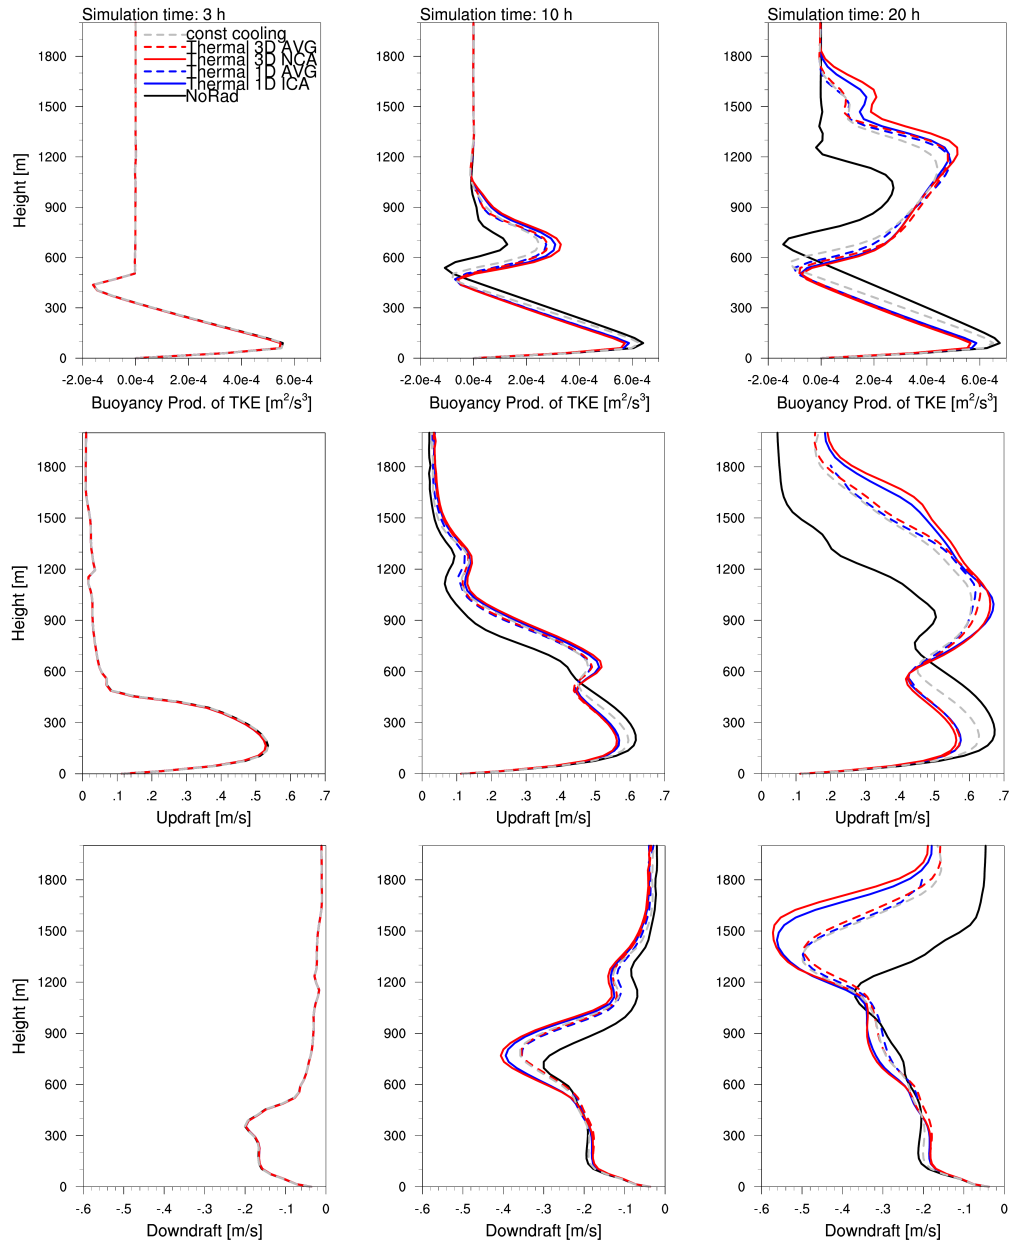 Simulation time: 3 h
Simulation time: 10 h
Simulation time: 20 h
const cooling
Thermal 3D AVG
Thermal 3D NCA
Thermal 1D AVG
Thermal 1D ICA
NoRad
Height [m]
1800
1500
1200
900
600
300
0
-2.0e-4 0.0e-4 2.0e-4 4.0e-4 6.0e-4
Buoyancy Prod. of TKE [m²/s³]
1800
1500
1200
900
600
300
0
-2.0e-4 0.0e-4 2.0e-4 4.0e-4 6.0e-4
Buoyancy Prod. of TKE [m²/s³]
1800
1500
1200
900
600
300
0
-2.0e-4 0.0e-4 2.0e-4 4.0e-4 6.0e-4
Buoyancy Prod. of TKE [m²/s³]
Height [m]
1800
1500
1200
900
600
300
0
0 .1 .2 .3 .4 .5 .6 .7
Updraft [m/s]
1800
1500
1200
900
600
300
0
0 .1 .2 .3 .4 .5 .6 .7
Updraft [m/s]
1800
1500
1200
900
600
300
0
0 .1 .2 .3 .4 .5 .6 .7
Updraft [m/s]
Height [m]
1800
1500
1200
900
600
300
0
-.6 -.5 -.4 -.3 -.2 -.1 0
Downdraft [m/s]
1800
1500
1200
900
600
300
0
-.6 -.5 -.4 -.3 -.2 -.1 0
Downdraft [m/s]
1800
1500
1200
900
600
300
0
-.6 -.5 -.4 -.3 -.2 -.1 0
Downdraft [m/s]